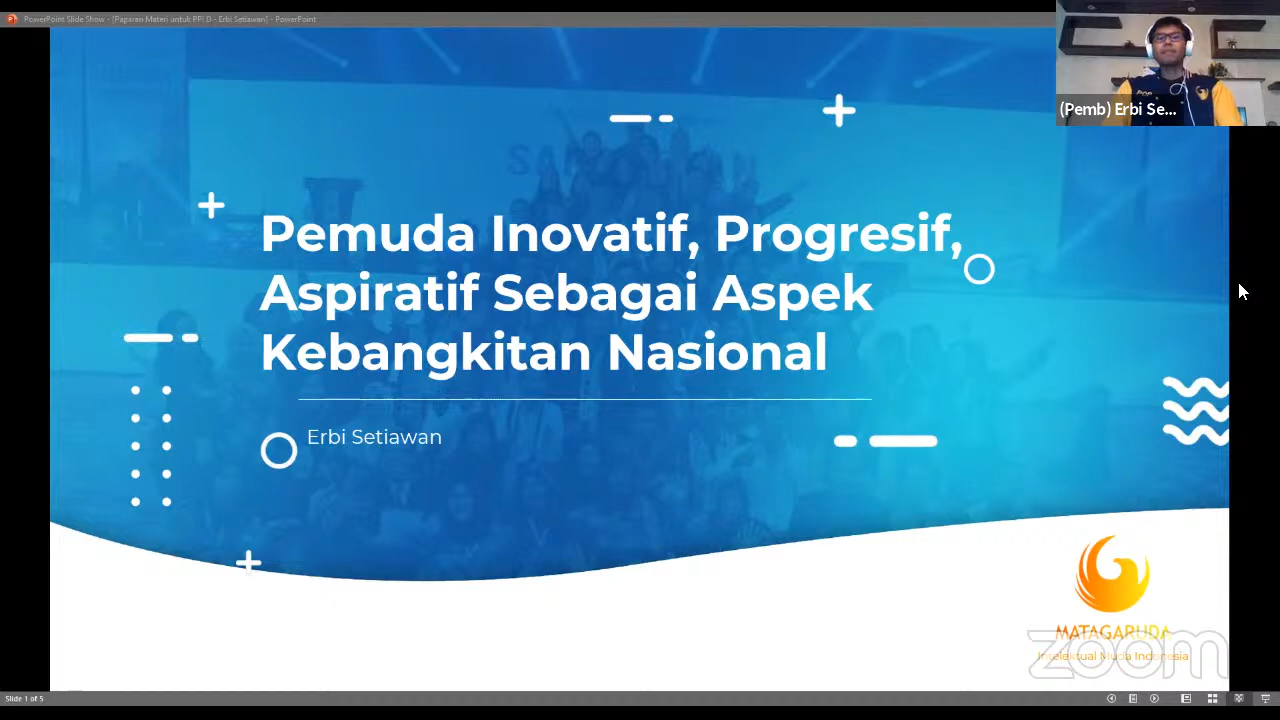 PowerPoint Slide Show - [Paparan Materi untuk PPI D - Erbi Setiawan] - PowerPoint
(Pemb) Erbi Se...
Pemuda Inovatif, Progresif,
Aspiratif Sebagai Aspek
Kebangkitan Nasional
Erbi Setiawan
MATAGARUDA
Intelektual Muda Indonesia
zoom
Slide 1 of 5